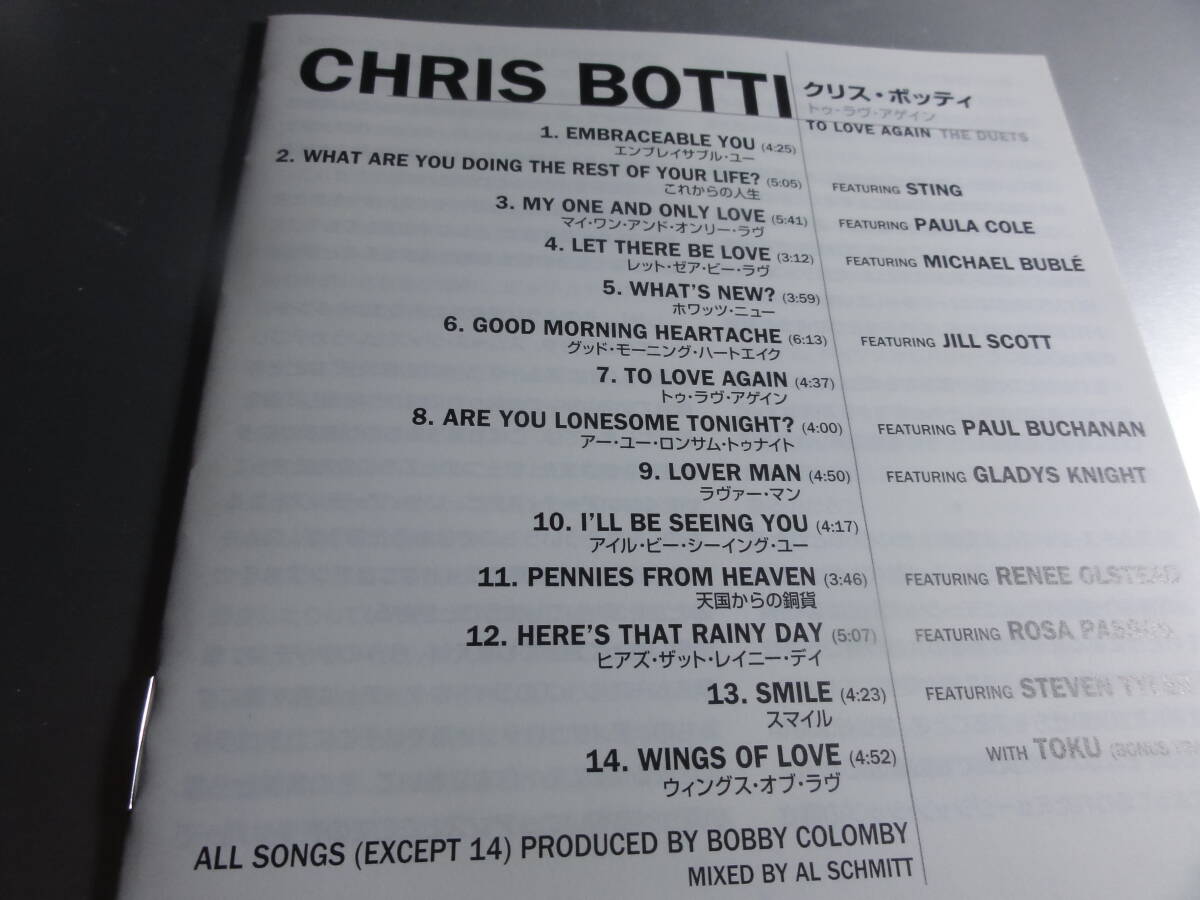 CHRIS BOTTI
クリス・ボッティ
トゥ・ラヴ・アゲイン
TO LOVE AGAIN THE DUETS
1. EMBRACEABLE YOU (4:25)
エンブレイサブル・ユー
2. WHAT ARE YOU DOING THE REST OF YOUR LIFE? (5:05) FEATURING STING
これからの人生
3. MY ONE AND ONLY LOVE (5:41) FEATURING PAULA COLE
マイ・ワン・アンド・オンリー・ラヴ
4. LET THERE BE LOVE (3:12) FEATURING MICHAEL BUBLÉ
レット・ゼア・ビー・ラヴ
5. WHAT'S NEW? (3:59)
ホワッツ・ニュー
6. GOOD MORNING HEARTACHE (6:13) FEATURING JILL SCOTT
グッド・モーニング・ハートエイク
7. TO LOVE AGAIN (4:37)
トゥ・ラヴ・アゲイン
8. ARE YOU LONESOME TONIGHT? (4:00) FEATURING PAUL BUCHANAN
アー・ユー・ロンサム・トゥナイト
9. LOVER MAN (4:50) FEATURING GLADYS KNIGHT
ラヴァー・マン
10. I'LL BE SEEING YOU (4:17)
アイル・ビー・シーイング・ユー
11. PENNIES FROM HEAVEN (3:46) FEATURING RENEE OLSTEAD
天国からの銅貨
12. HERE'S THAT RAINY DAY (5:07) FEATURING ROSA PASSOS
ヒアズ・ザット・レイニー・デイ
13. SMILE (4:23) FEATURING STEVEN TYLER
スマイル
14. WINGS OF LOVE (4:52) WITH TOKU (BONUS
ウィングス・オブ・ラヴ
ALL SONGS (EXCEPT 14) PRODUCED BY BOBBY COLOMBY
MIXED BY AL SCHMITT